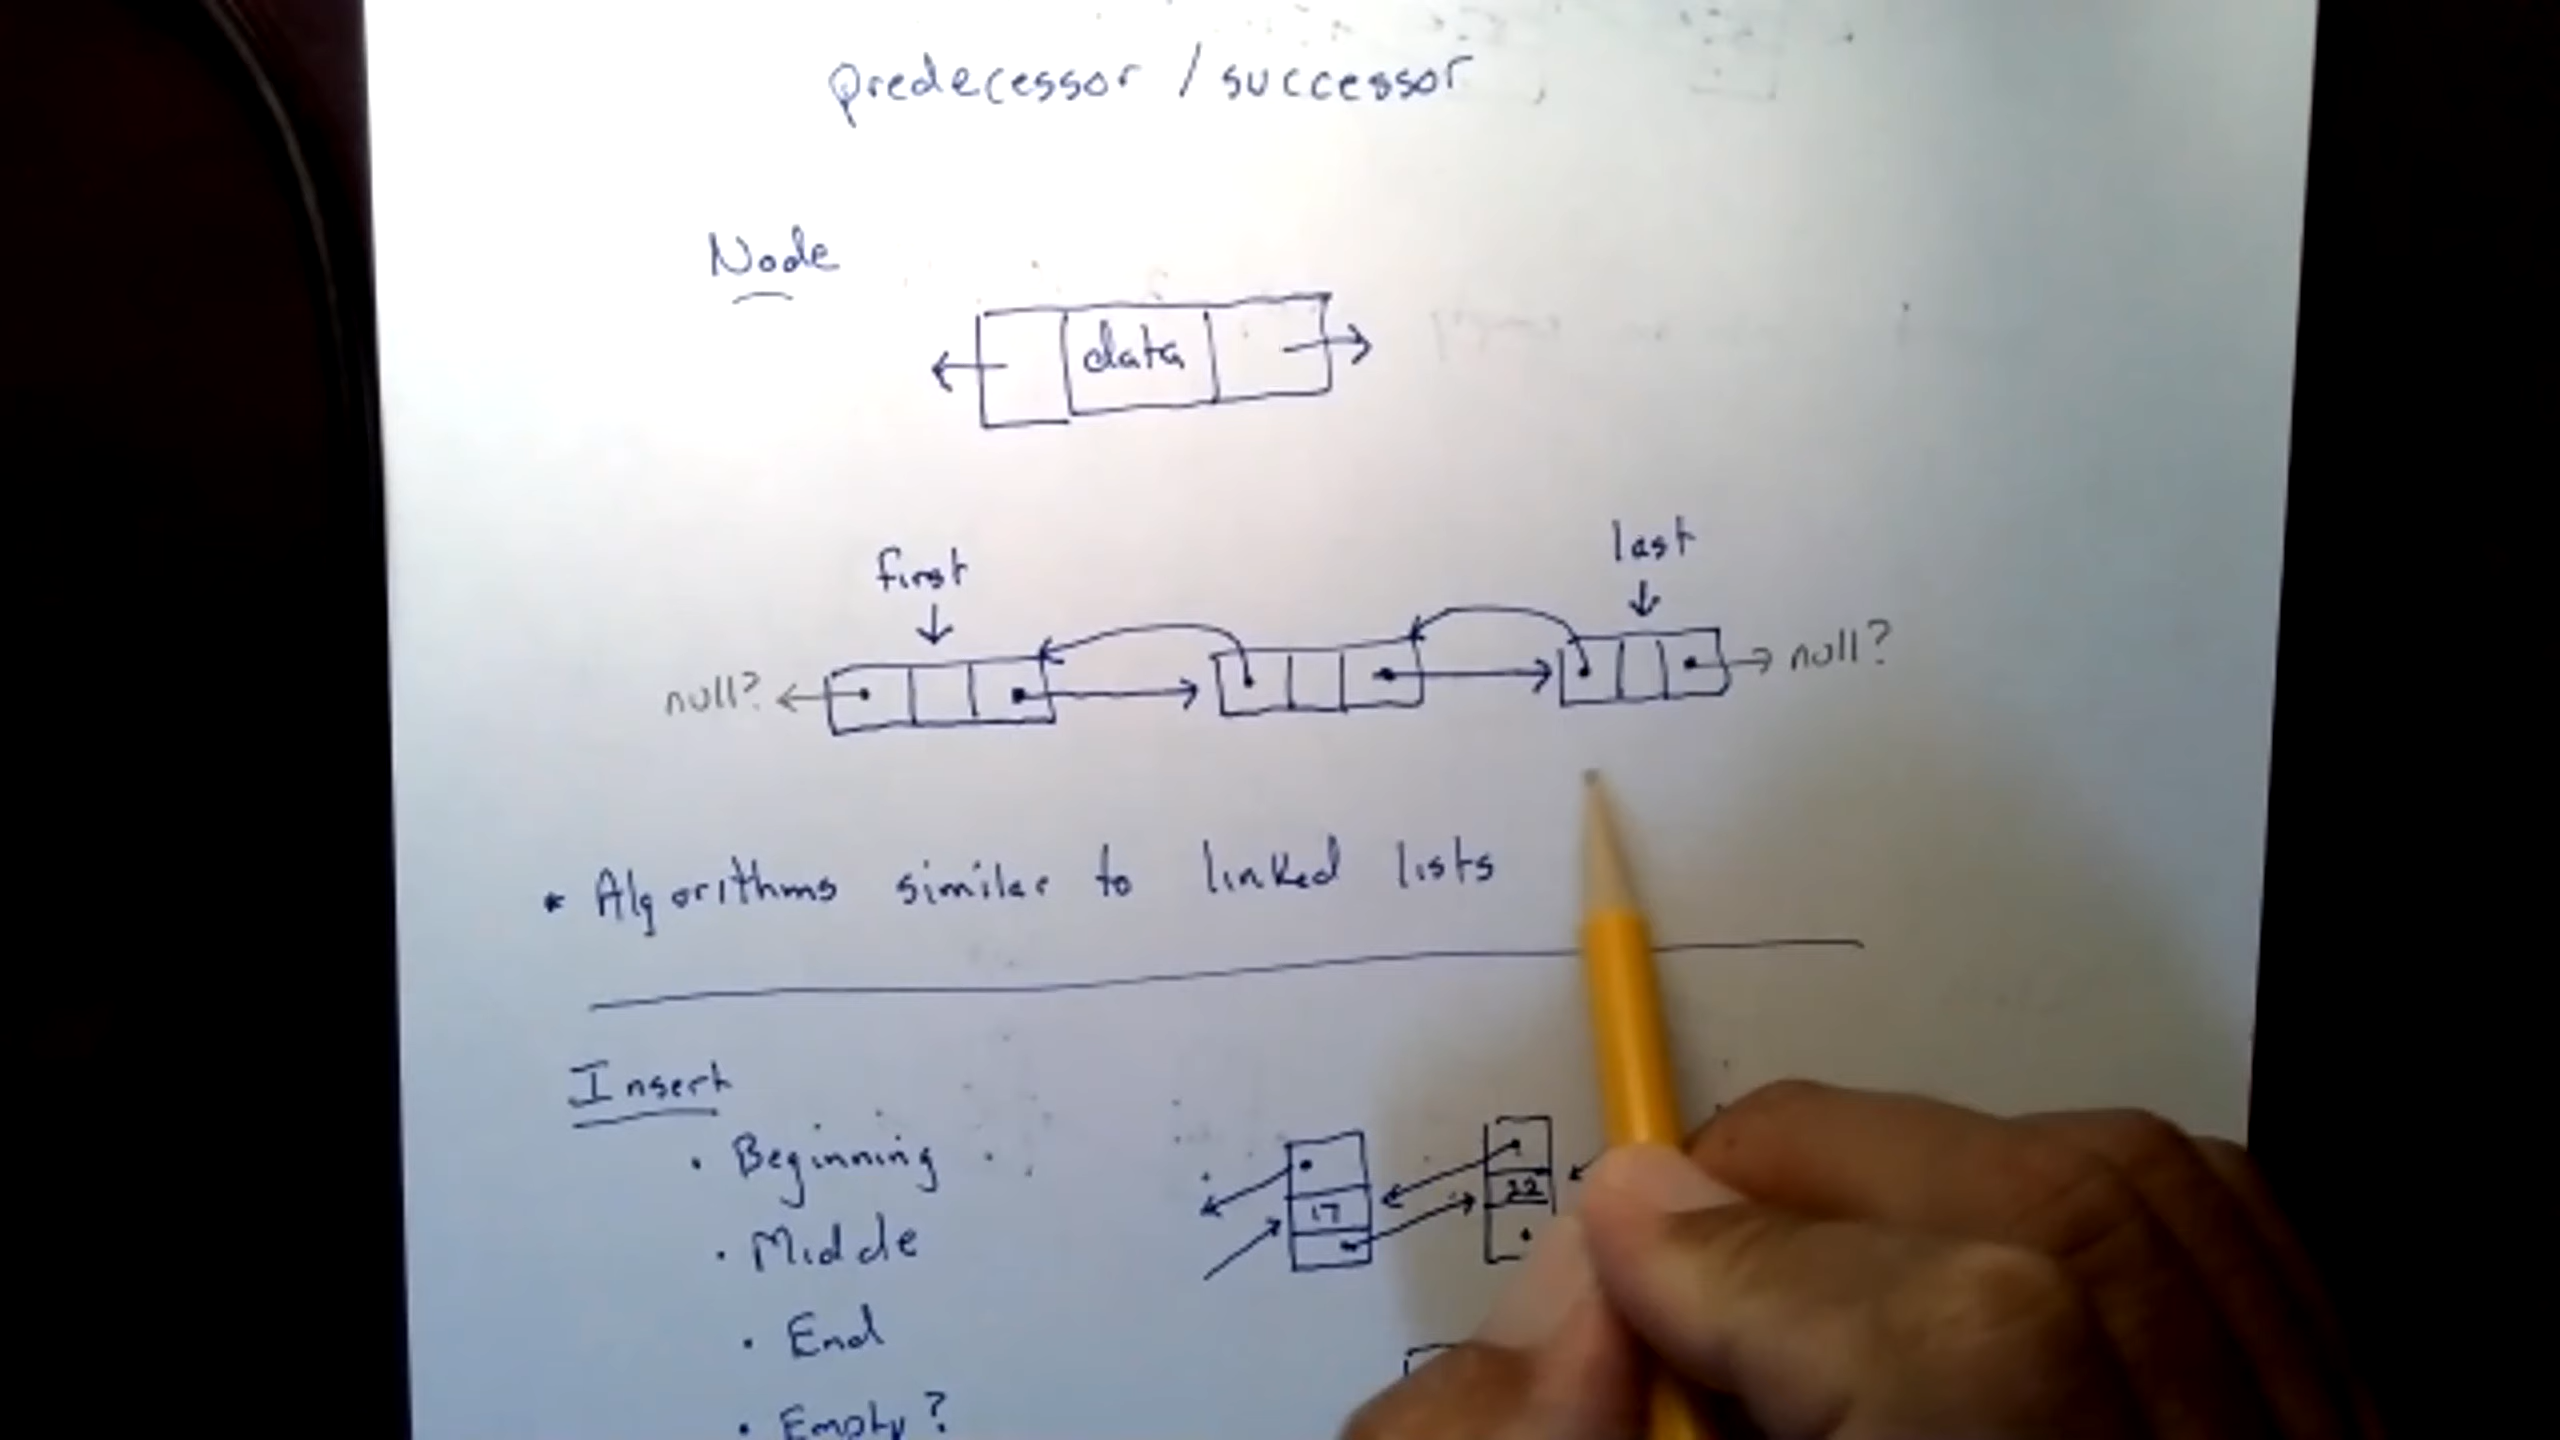 predecessor / successor
Node
data
first
last
null?
null?
* Algorithms similar to linked lists
Insert
• Beginning
• Middle
• End
• Empty?
17
22